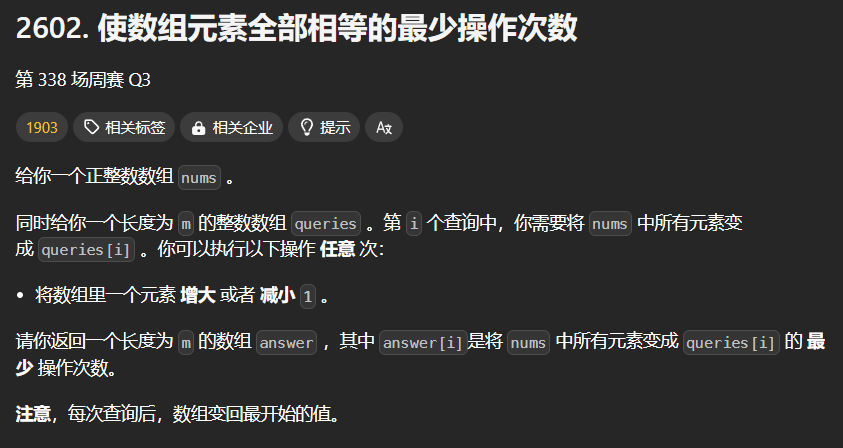 2602. 使数组元素全部相等的最少操作次数
第 338 场周赛 Q3
1903 相关标签 相关企业 提示 A文
给你一个正整数数组 nums 。
同时给你一个长度为 m 的整数数组 queries 。第 i 个查询中，你需要将 nums 中所有元素变
成 queries[i] 。你可以执行以下操作 任意 次：
• 将数组里一个元素 增大 或者 减小 1 。
请你返回一个长度为 m 的数组 answer ，其中 answer[i]是将 nums 中所有元素变成 queries[i] 的 最
少 操作次数。
注意，每次查询后，数组变回最开始的值。